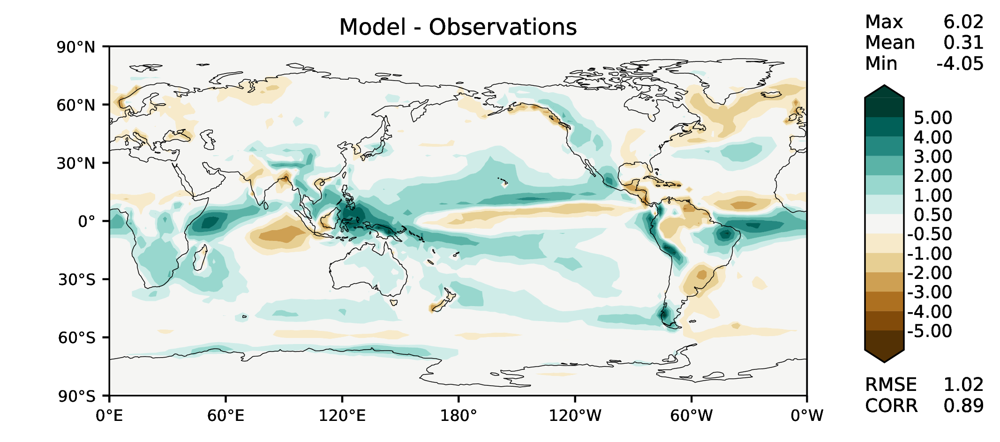 Model - Observations
Max 6.02
Mean 0.31
Min -4.05
90°N
60°N
30°N
0°
30°S
60°S
90°S
0°E 60°E 120°E 180° 120°W 60°W 0°W
5.00
4.00
3.00
2.00
1.00
0.50
-0.50
-1.00
-2.00
-3.00
-4.00
-5.00
RMSE 1.02
CORR 0.89